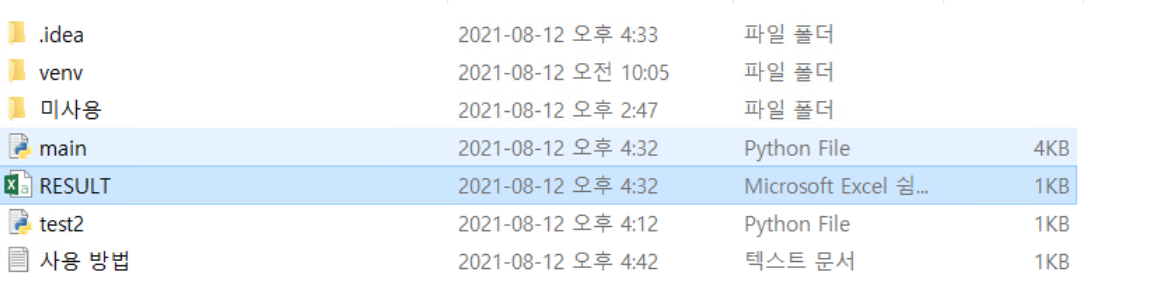 .idea 2021-08-12 오후 4:33 파일 폴더
venv 2021-08-12 오전 10:05 파일 폴더
미사용 2021-08-12 오후 2:47 파일 폴더
main 2021-08-12 오후 4:32 Python File 4KB
RESULT 2021-08-12 오후 4:32 Microsoft Excel 쉼... 1KB
test2 2021-08-12 오후 4:12 Python File 1KB
사용 방법 2021-08-12 오후 4:42 텍스트 문서 1KB